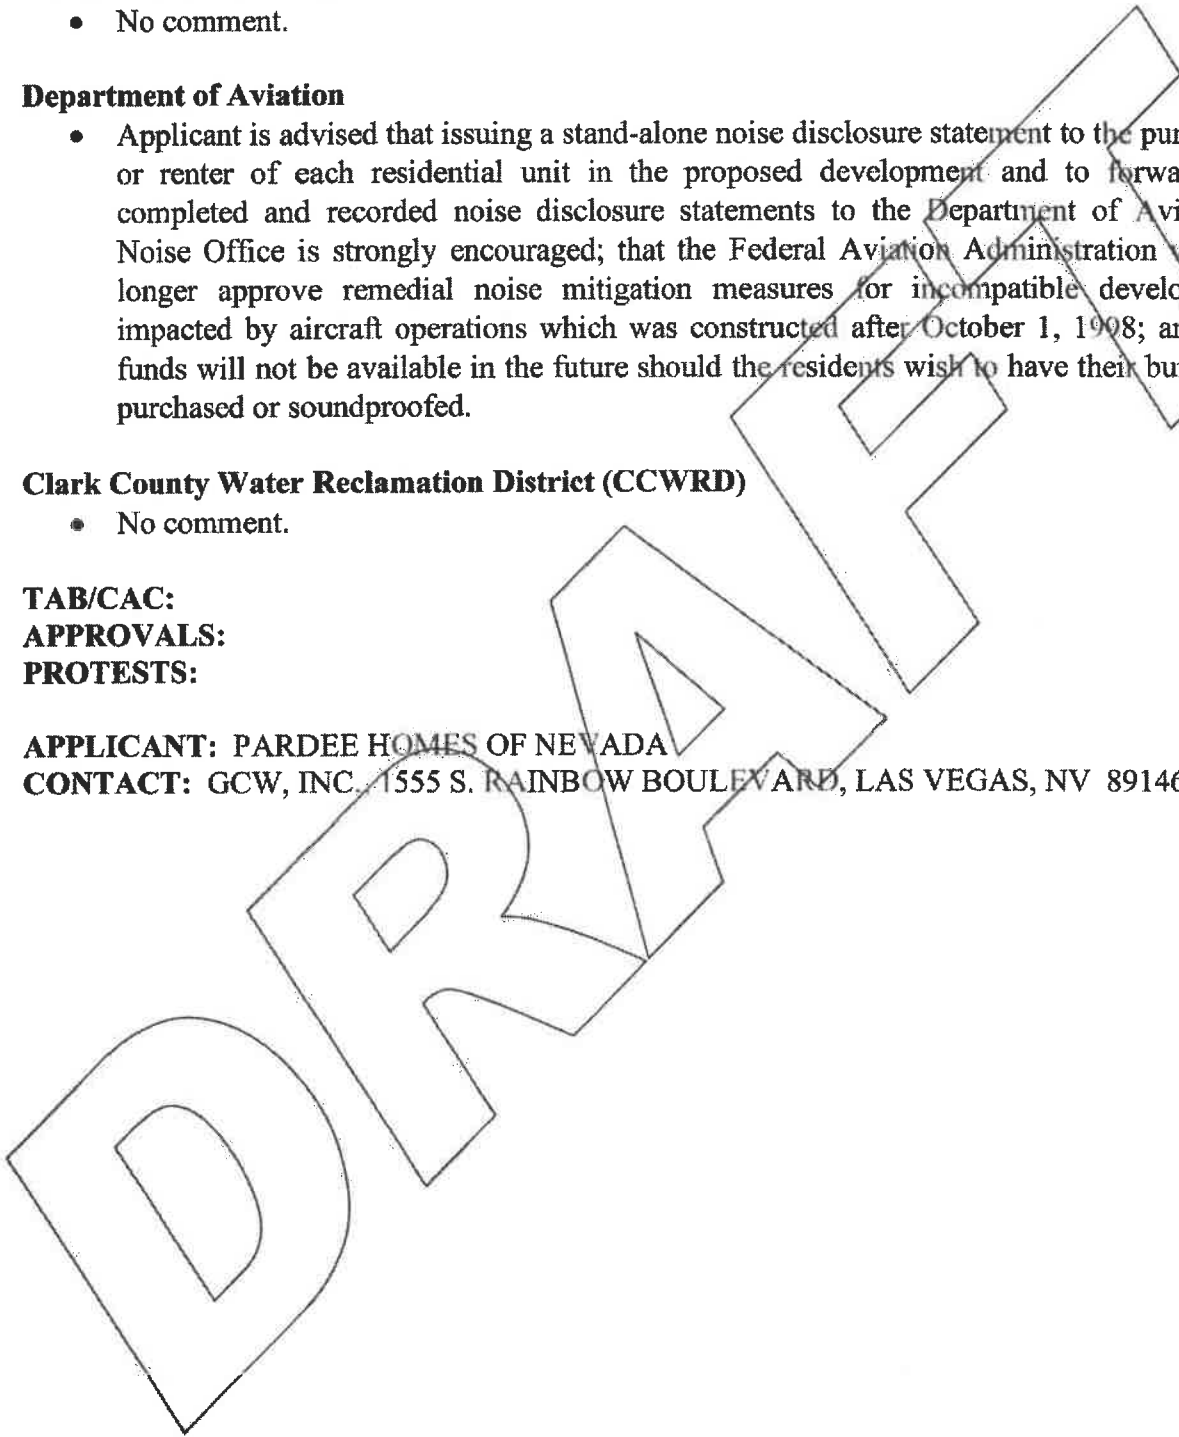 • No comment.
Department of Aviation
• Applicant is advised that issuing a stand-alone noise disclosure statement to the pur
or renter of each residential unit in the proposed development and to forwa
completed and recorded noise disclosure statements to the Department of Avi
Noise Office is strongly encouraged; that the Federal Aviation Administration
longer approve remedial noise mitigation measures for incompatible develo
impacted by aircraft operations which was constructed after October 1, 1998; an
funds will not be available in the future should the residents wish to have their bui
purchased or soundproofed.
Clark County Water Reclamation District (CCWRD)
• No comment.
TAB/CAC:
APPROVALS:
PROTESTS:
APPLICANT: PARDEE HOMES OF NEVADA
CONTACT: GCW, INC., 1555 S. RAINBOW BOULEVARD, LAS VEGAS, NV 89146
DRAFT